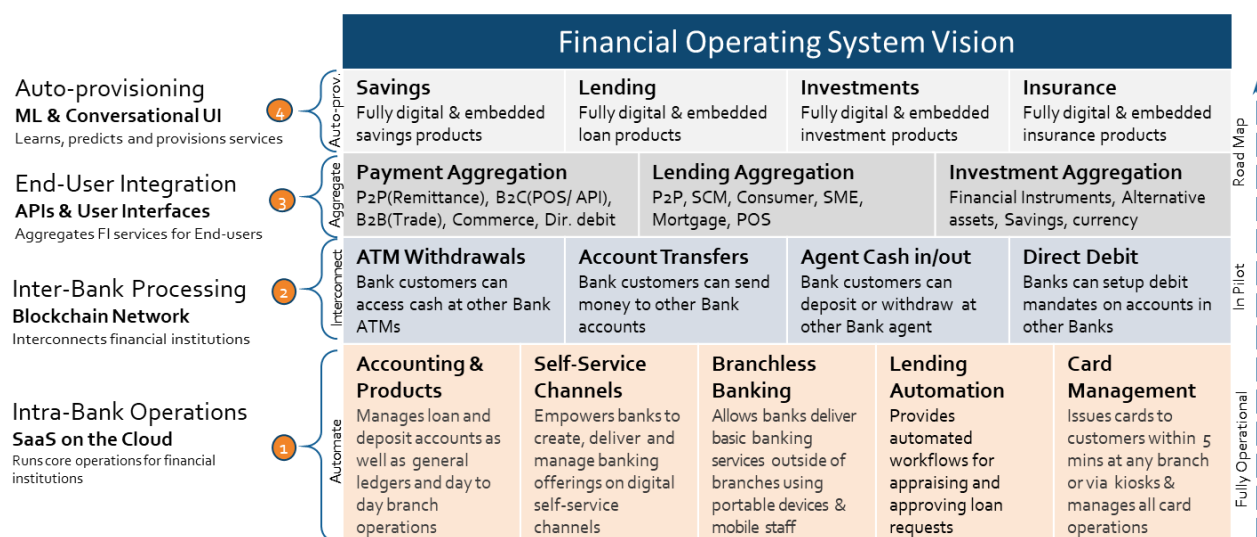 Financial Operating System Vision
Auto-provisioning
ML & Conversational UI
Learns, predicts and provisions services
4
Auto-prov.
Savings
Fully digital & embedded
savings products
Lending
Fully digital & embedded
loan products
Investments
Fully digital & embedded
investment products
Insurance
Fully digital & embedded
insurance products
Road Map
End-User Integration
APIs & User Interfaces
Aggregates FI services for End-users
3
Aggregate
Payment Aggregation
P2P(Remittance), B2C(POS/ API),
B2B(Trade), Commerce, Dir. debit
Lending Aggregation
P2P, SCM, Consumer, SME,
Mortgage, POS
Investment Aggregation
Financial Instruments, Alternative
assets, Savings, currency
Inter-Bank Processing
Blockchain Network
Interconnects financial institutions
2
Interconnect
ATM Withdrawals
Bank customers can
access cash at other Bank
ATMs
Account Transfers
Bank customers can send
money to other Bank
accounts
Agent Cash in/out
Bank customers can
deposit or withdraw at
other Bank agent
Direct Debit
Banks can setup debit
mandates on accounts in
other Banks
In Pilot
Intra-Bank Operations
SaaS on the Cloud
Runs core operations for financial
institutions
1
Automate
Accounting &
Products
Manages loan and
deposit accounts as
well as general
ledgers and day to
day branch
operations
Self-Service
Channels
Empowers banks to
create, deliver and
manage banking
offerings on digital
self-service
channels
Branchless
Banking
Allows banks deliver
basic banking
services outside of
branches using
portable devices &
mobile staff
Lending
Automation
Provides
automated
workflows for
appraising and
approving loan
requests
Card
Management
Issues cards to
customers within 5
mins at any branch
or via kiosks &
manages all card
operations
Fully Operational